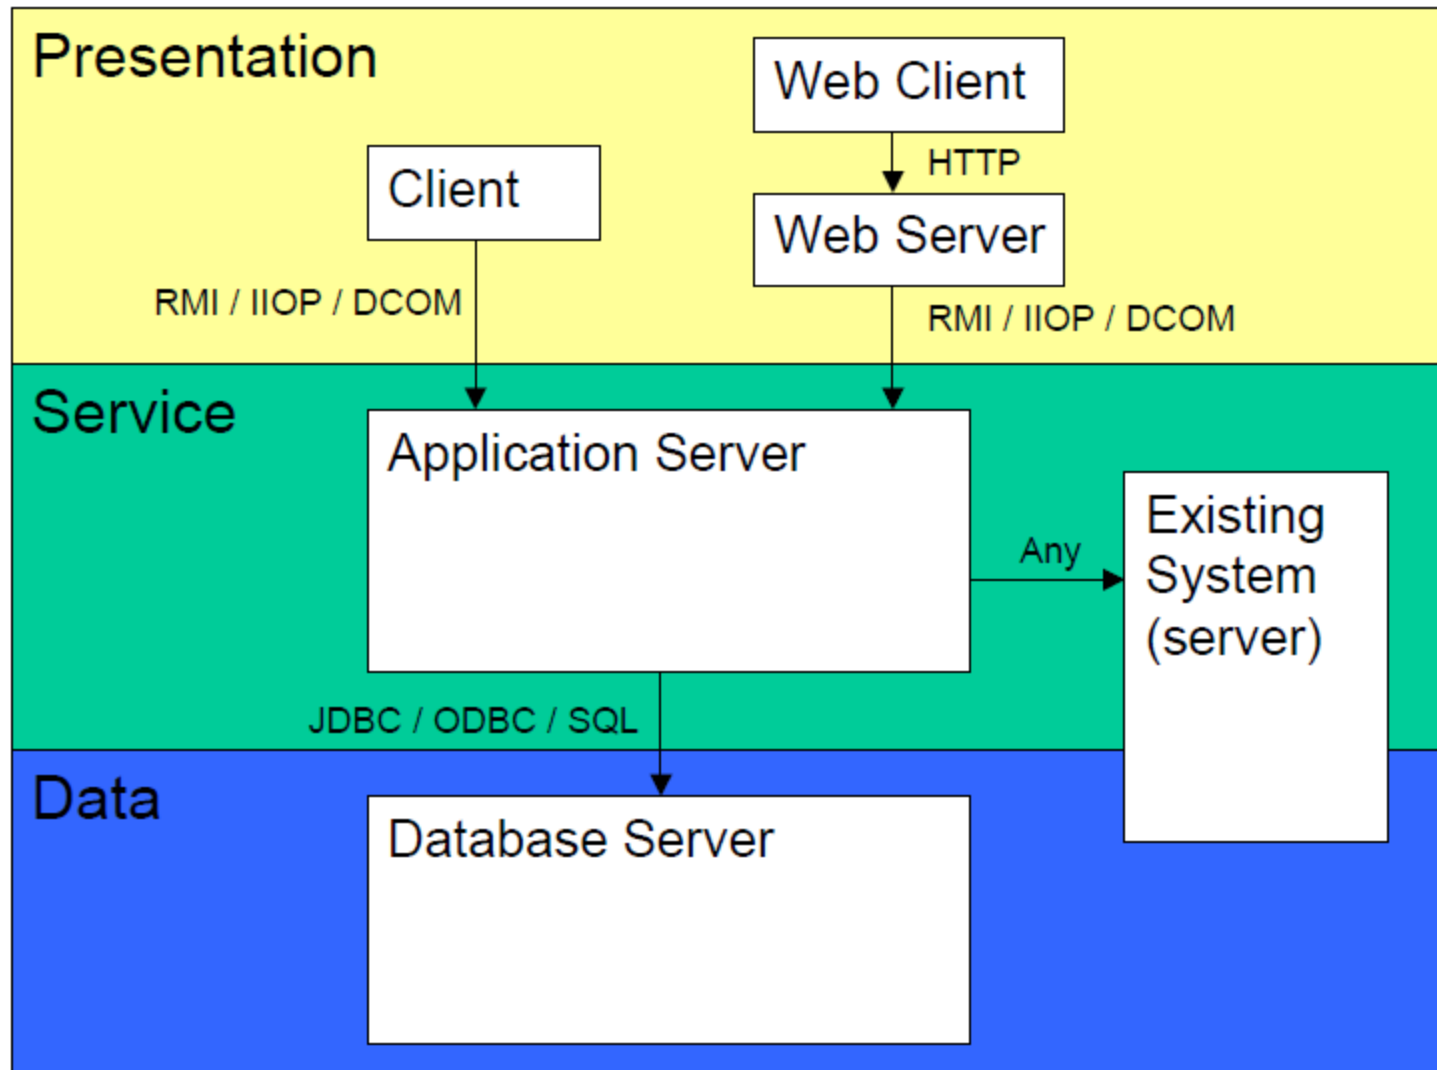 Presentation
Web Client
HTTP
Client
Web Server
RMI / IIOP / DCOM
RMI / IIOP / DCOM
Service
Application Server
Existing
System
(server)
Any
JDBC / ODBC / SQL
Data
Database Server